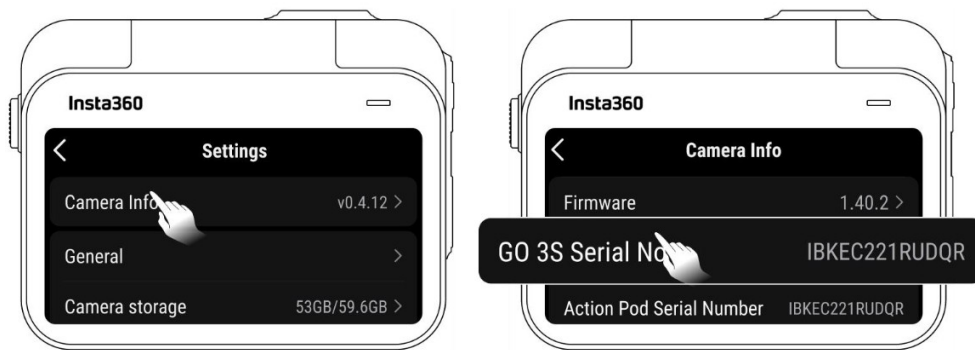 Insta360
Settings
Camera Info v0.4.12 >
General >
Camera storage 53GB/59.6GB >
Insta360
Camera Info
Firmware 1.40.2 >
GO 3S Serial No IBKEC221RUDQR
Action Pod Serial Number IBKEC221RUDQR